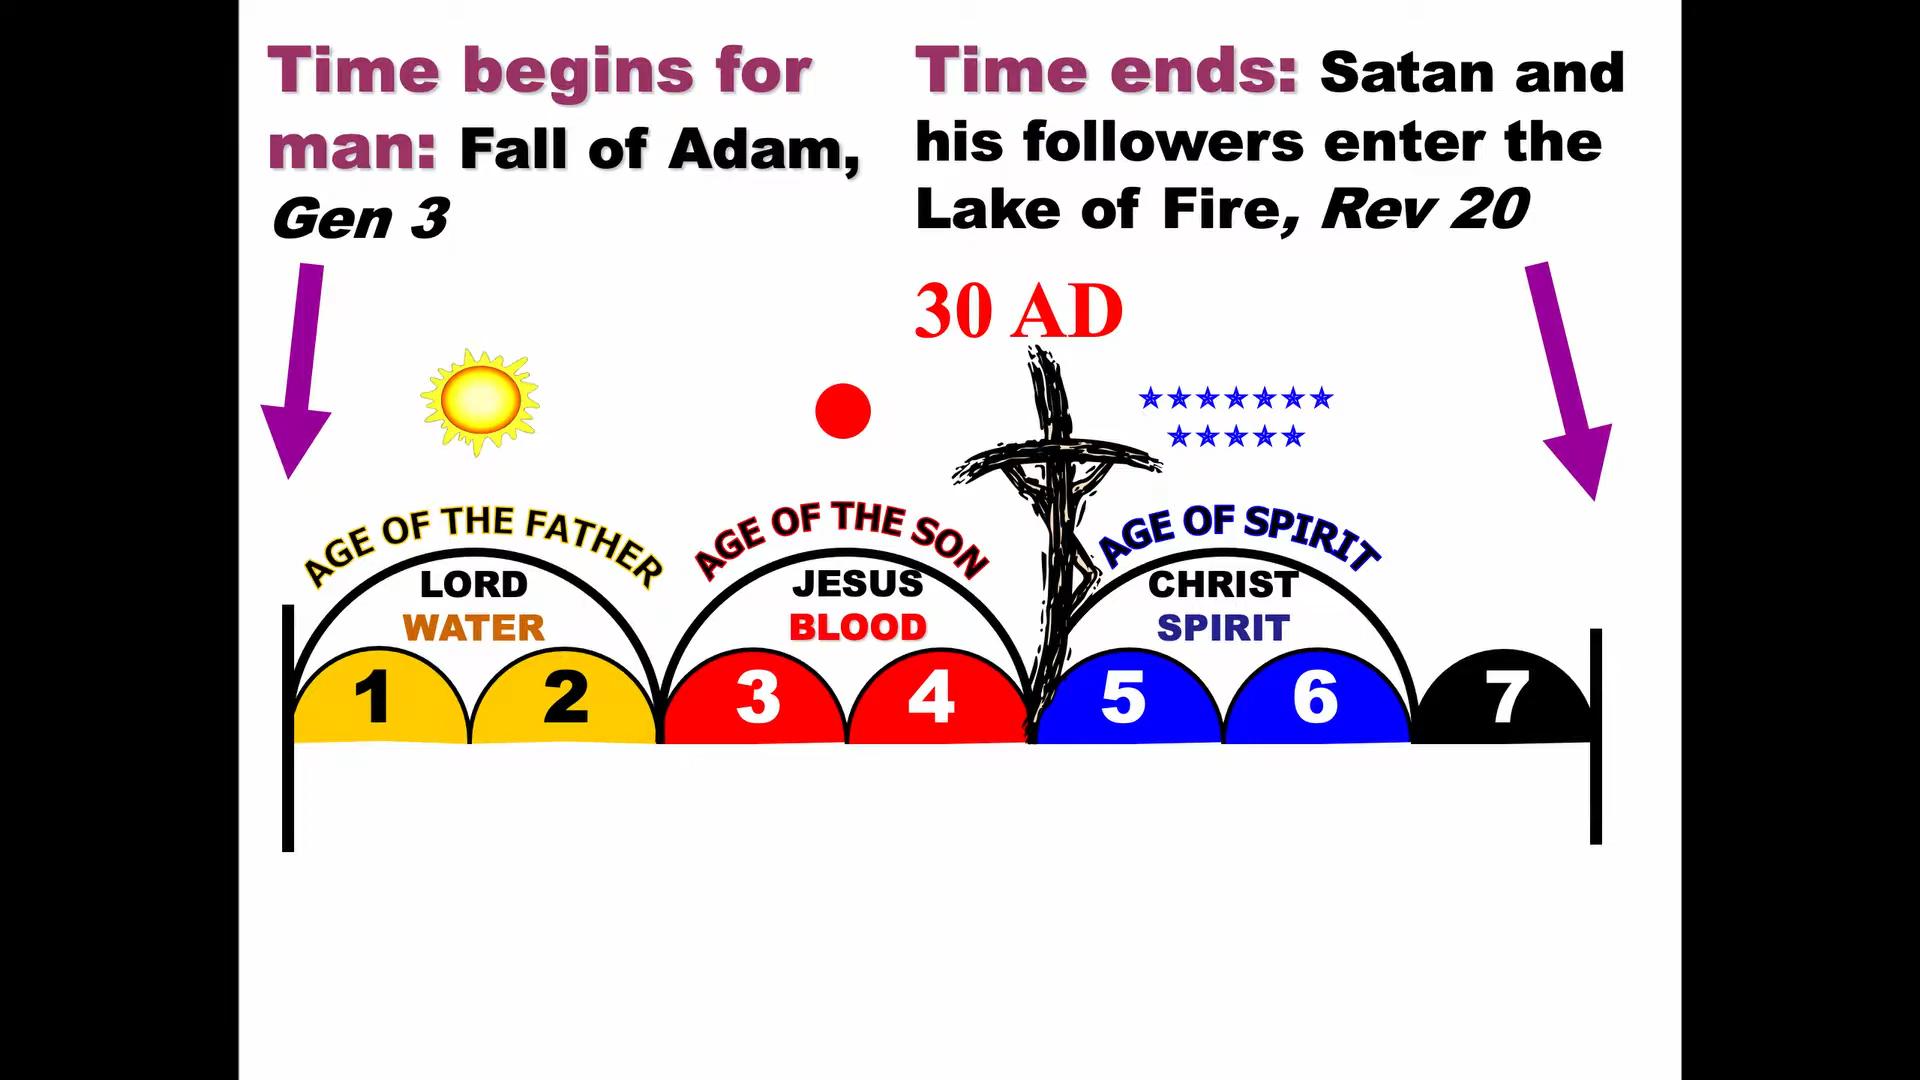 Time begins for
man: Fall of Adam,
Gen 3
Time ends: Satan and
his followers enter the
Lake of Fire, Rev 20
30 AD
AGE OF THE FATHER
LORD
WATER
1 2
AGE OF THE SON
JESUS
BLOOD
3 4
AGE OF SPIRIT
CHRIST
SPIRIT
5 6
7